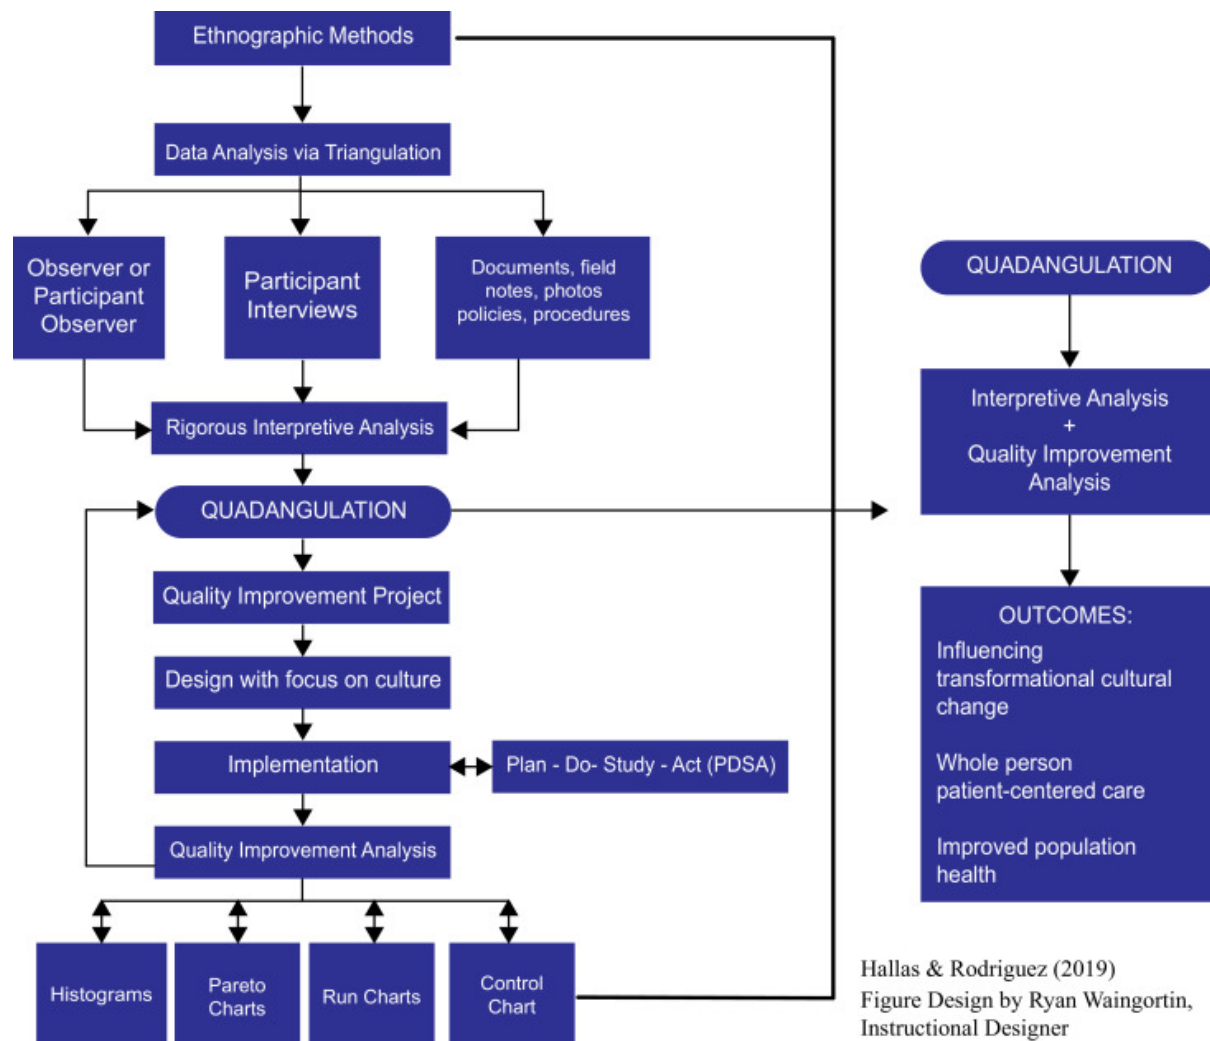 Ethnographic Methods
Data Analysis via Triangulation
Observer or
Participant
Observer
Participant
Interviews
Documents, field
notes, photos
policies, procedures
Rigorous Interpretive Analysis
QUADANGULATION
Quality Improvement Project
Design with focus on culture
Implementation
Plan - Do- Study - Act (PDSA)
Quality Improvement Analysis
Histograms
Pareto
Charts
Run Charts
Control
Chart
QUADANGULATION
Interpretive Analysis
+
Quality Improvement
Analysis
OUTCOMES:
Influencing
transformational cultural
change
Whole person
patient-centered care
Improved population
health
Hallas & Rodriguez (2019)
Figure Design by Ryan Waingortin,
Instructional Designer